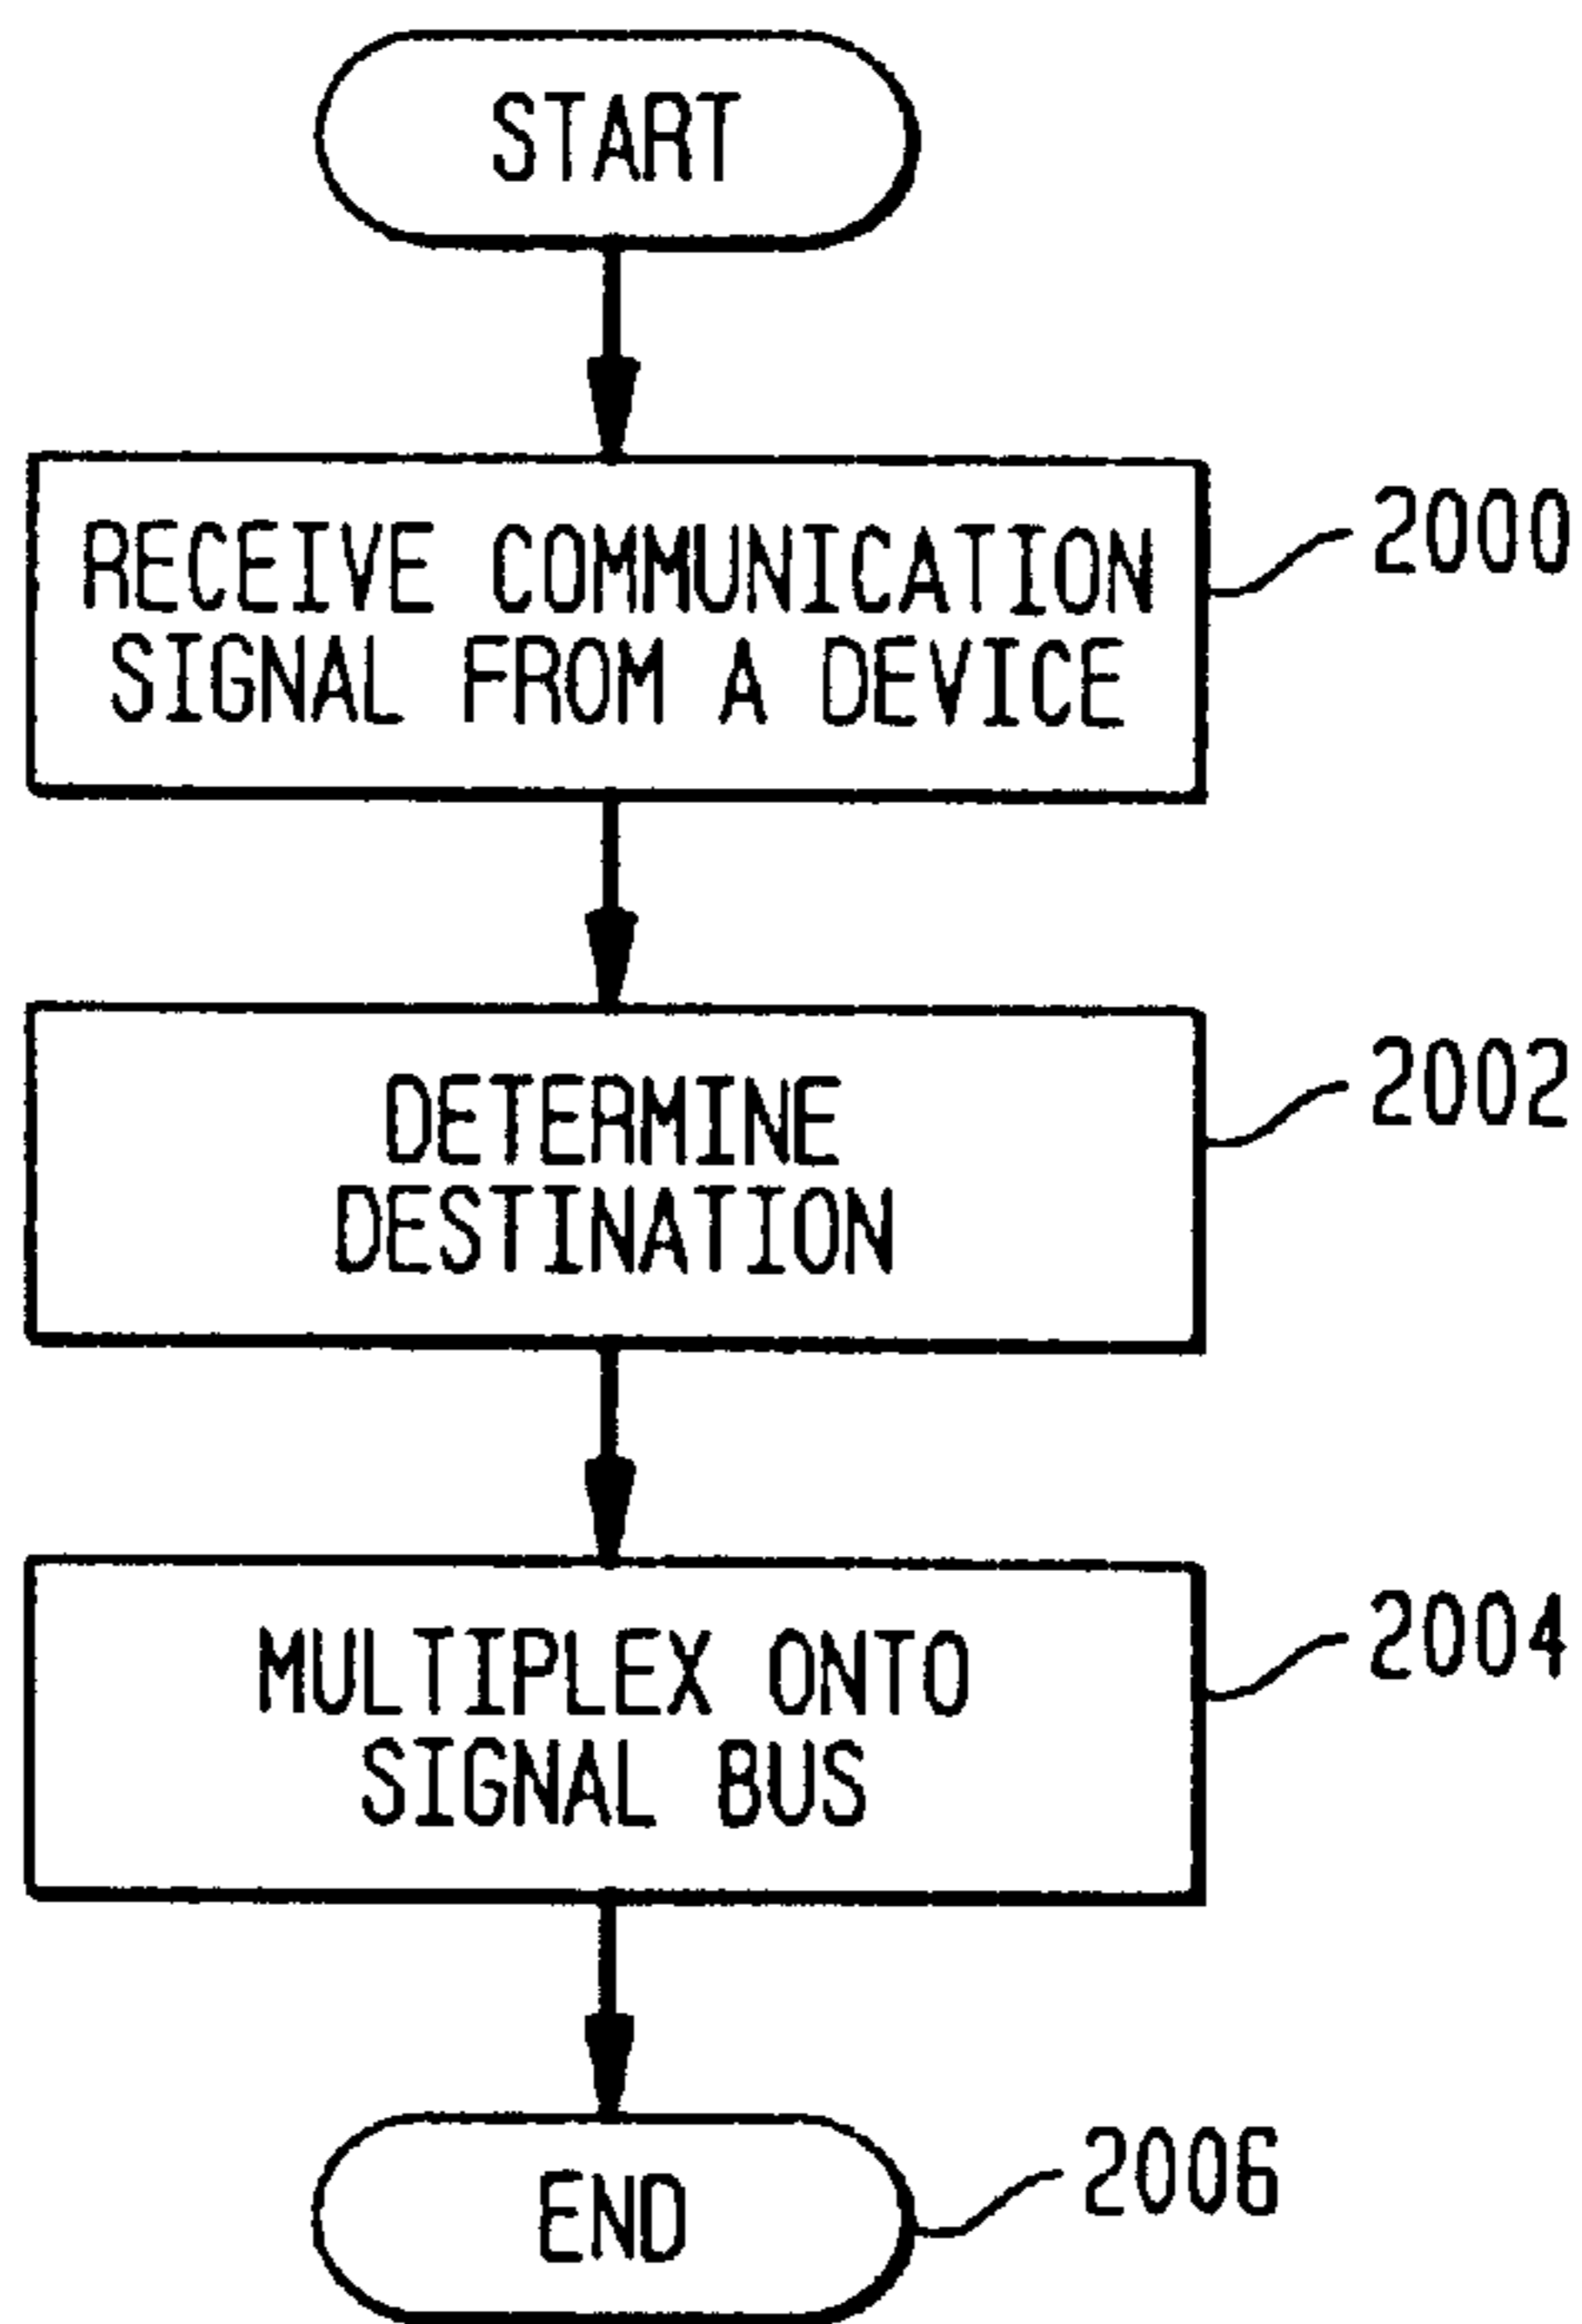 START
RECEIVE COMMUNICATION
SIGNAL FROM A DEVICE
2000
DETERMINE
DESTINATION
2002
MULTIPLEX ONTO
SIGNAL BUS
2004
END
2006